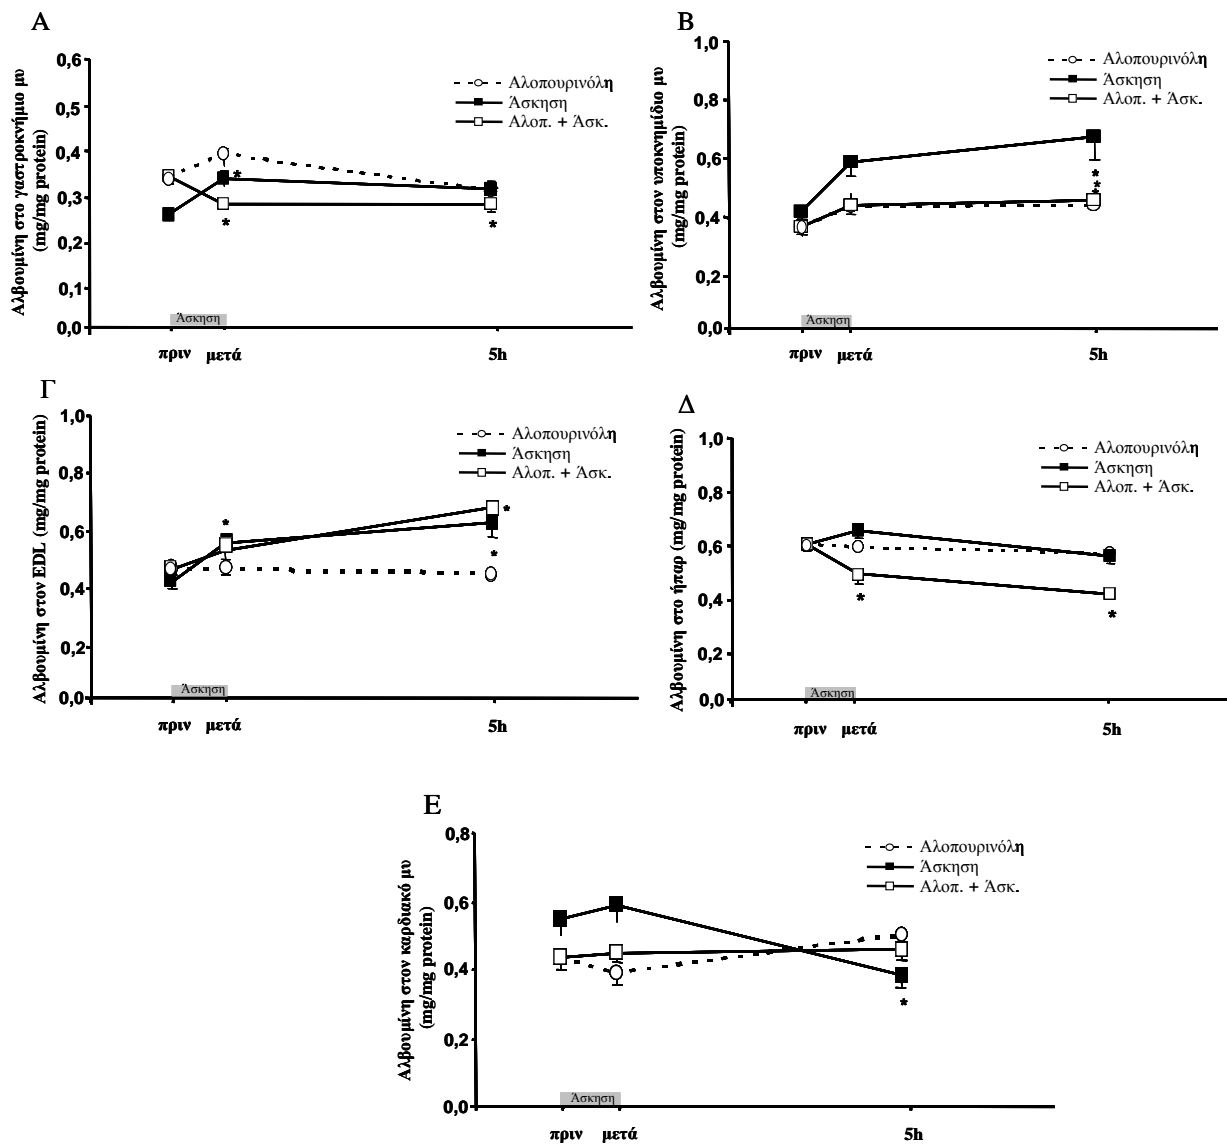 Α
Αλβουμίνη στο γαστροκνήμιο μυ
(mg/mg protein)
0,6
0,5
0,4
0,3
0,2
0,1
0,0
Αλοπουρινόλη
Άσκηση
Αλοπ. + Άσκ.
*
*
*
Άσκηση
πριν μετά 5h
Β
Αλβουμίνη στον υποκνημίδιο μυ
(mg/mg protein)
1,0
0,8
0,6
0,4
0,2
0,0
Αλοπουρινόλη
Άσκηση
Αλοπ. + Άσκ.
*
*
*
Άσκηση
πριν μετά 5h
Γ
Αλβουμίνη στον EDL (mg/mg protein)
1,0
0,8
0,6
0,4
0,2
0,0
Αλοπουρινόλη
Άσκηση
Αλοπ. + Άσκ.
*
*
*
Άσκηση
πριν μετά 5h
Δ
Αλβουμίνη στο ήπαρ (mg/mg protein)
1,0
0,8
0,6
0,4
0,2
0,0
Αλοπουρινόλη
Άσκηση
Αλοπ. + Άσκ.
*
*
Άσκηση
πριν μετά 5h
Ε
Αλβουμίνη στον καρδιακό μυ
(mg/mg protein)
0,8
0,6
0,4
0,2
0,0
Αλοπουρινόλη
Άσκηση
Αλοπ. + Άσκ.
*
Άσκηση
πριν μετά 5h